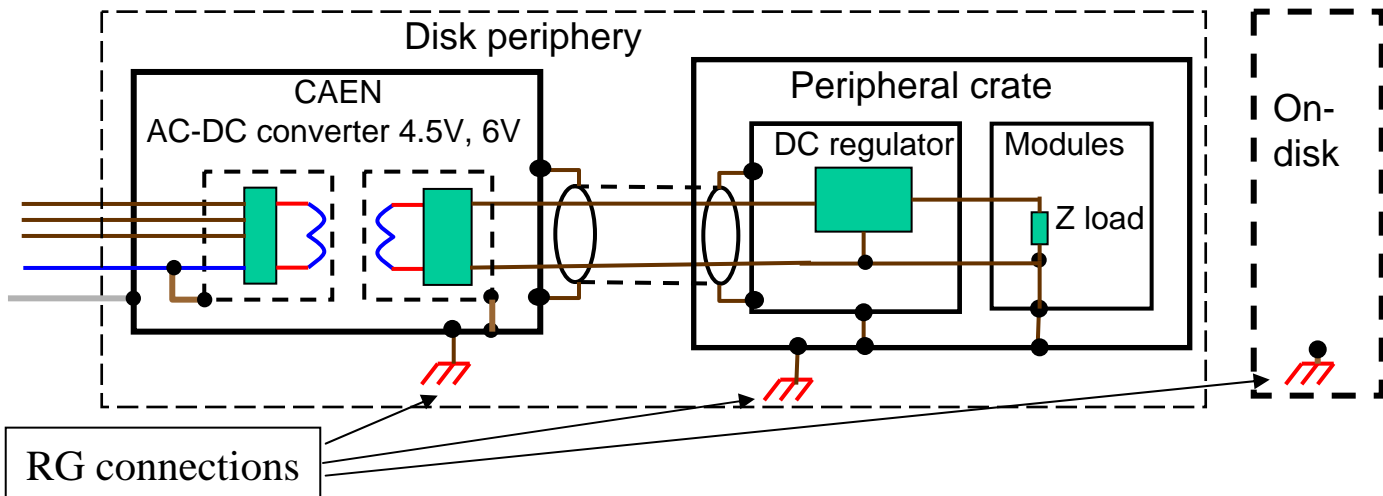 Disk periphery
CAEN
AC-DC converter 4.5V, 6V
Peripheral crate
DC regulator
Modules
Z load
On-
disk
RG connections